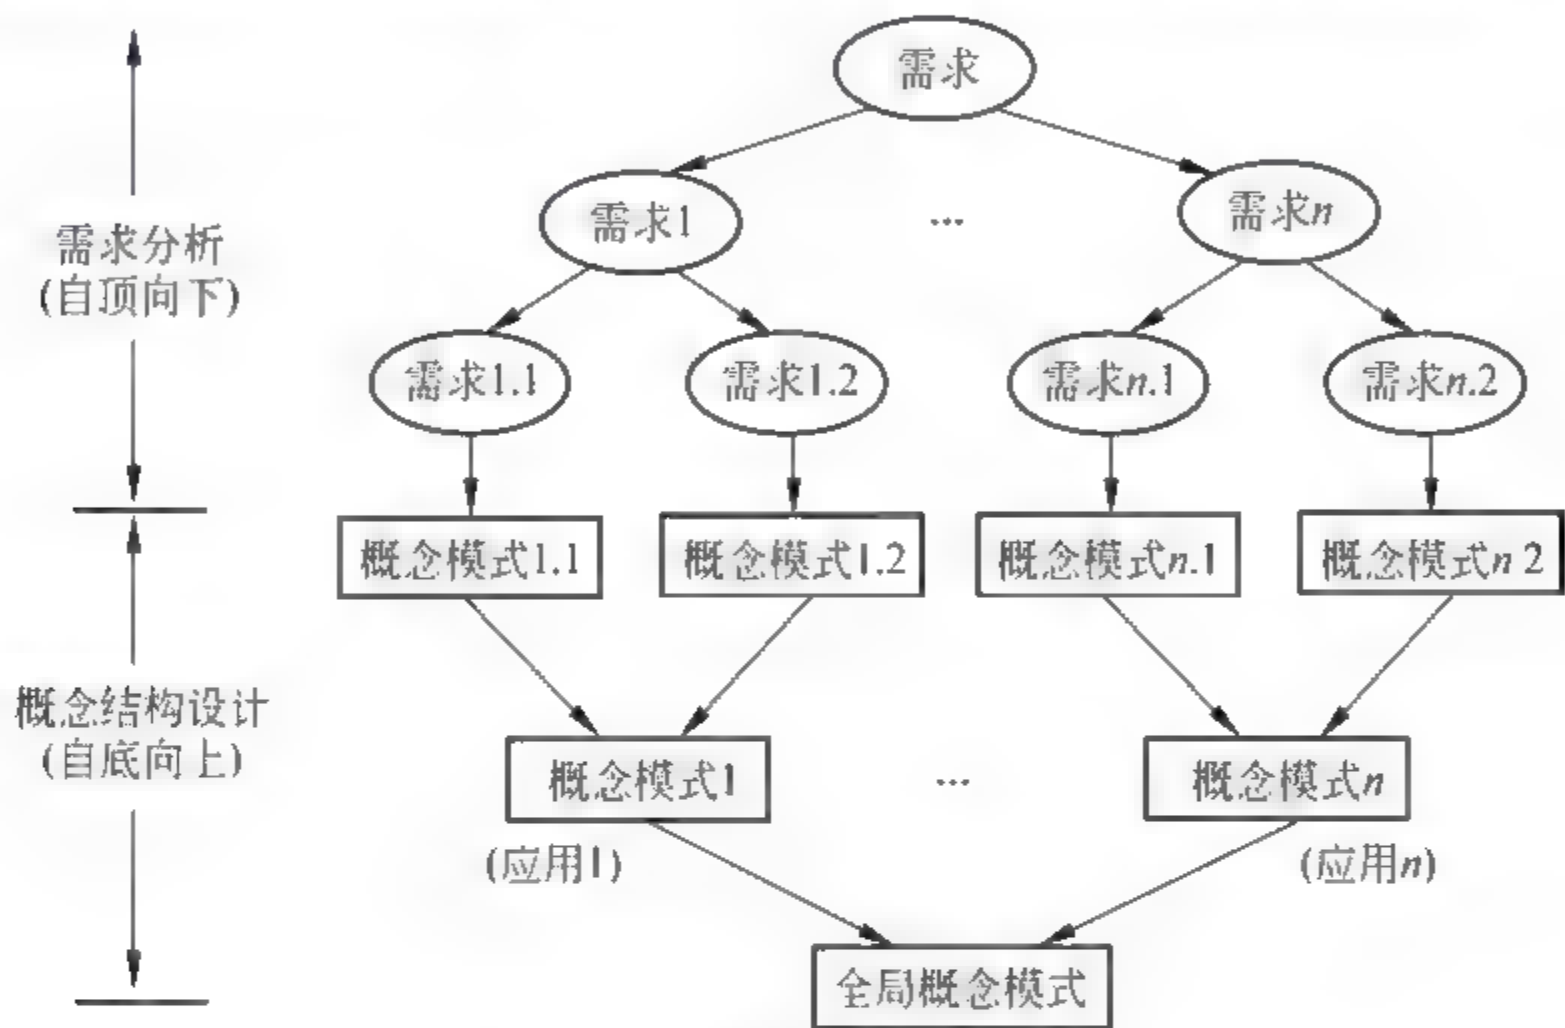 需求
需求1
...
需求n
需求分析
(自顶向下)
需求1.1
需求1.2
需求n.1
需求n.2
概念模式1.1
概念模式1.2
概念模式n.1
概念模式n 2
概念结构设计
(自底向上)
概念模式1
...
概念模式n
(应用1)
(应用n)
全局概念模式